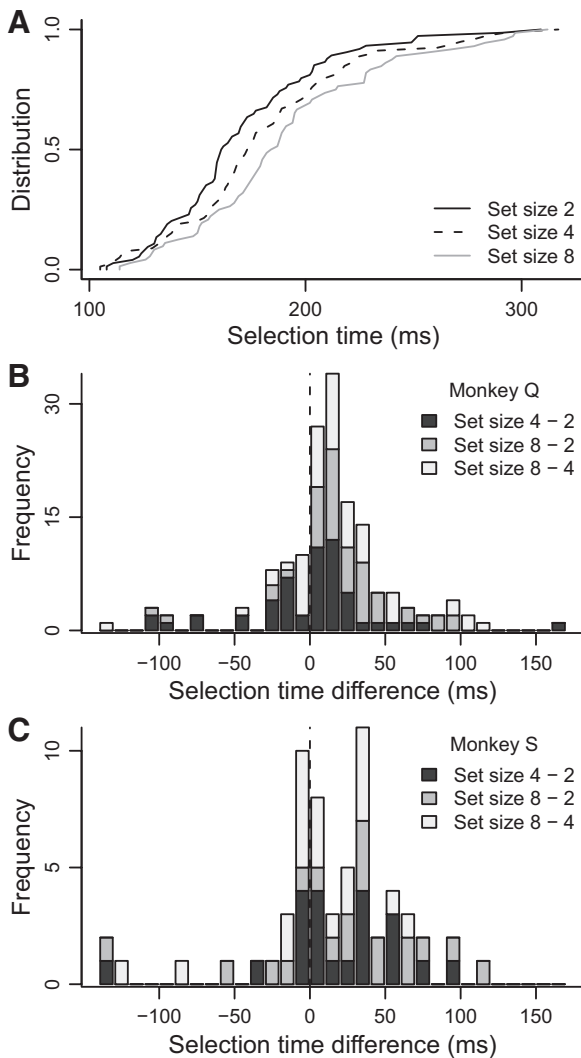 A
Distribution
1.0
0.5
0.0
Set size 2
Set size 4
Set size 8
100
200
300
Selection time (ms)
B
Frequency
30
15
0
Monkey Q
Set size 4 − 2
Set size 8 − 2
Set size 8 − 4
−100
−50
0
50
100
150
Selection time difference (ms)
C
Frequency
10
5
0
Monkey S
Set size 4 − 2
Set size 8 − 2
Set size 8 − 4
−100
−50
0
50
100
150
Selection time difference (ms)